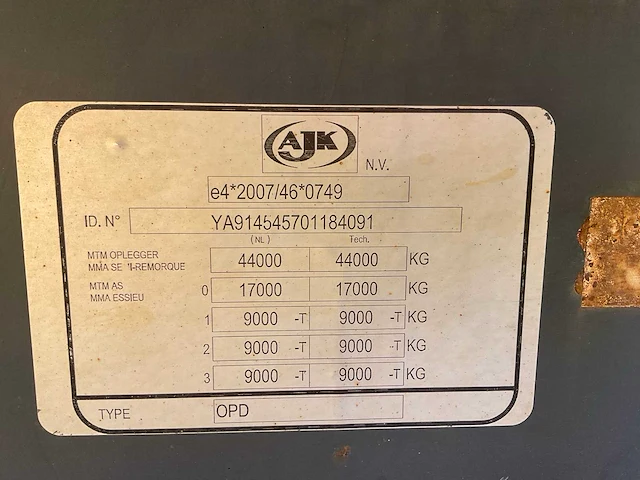 AJK N.V.
e4*2007/46*0749
ID. N° YA914545701184091
(NL) Tech.
MTM OPLEGGER
MMA SE 'I-REMORQUE 44000 44000 KG
MTM AS
MMA ESSIEU 0 17000 17000 KG
1 9000 -T 9000 -T KG
2 9000 -T 9000 -T KG
3 9000 -T 9000 -T KG
TYPE OPD